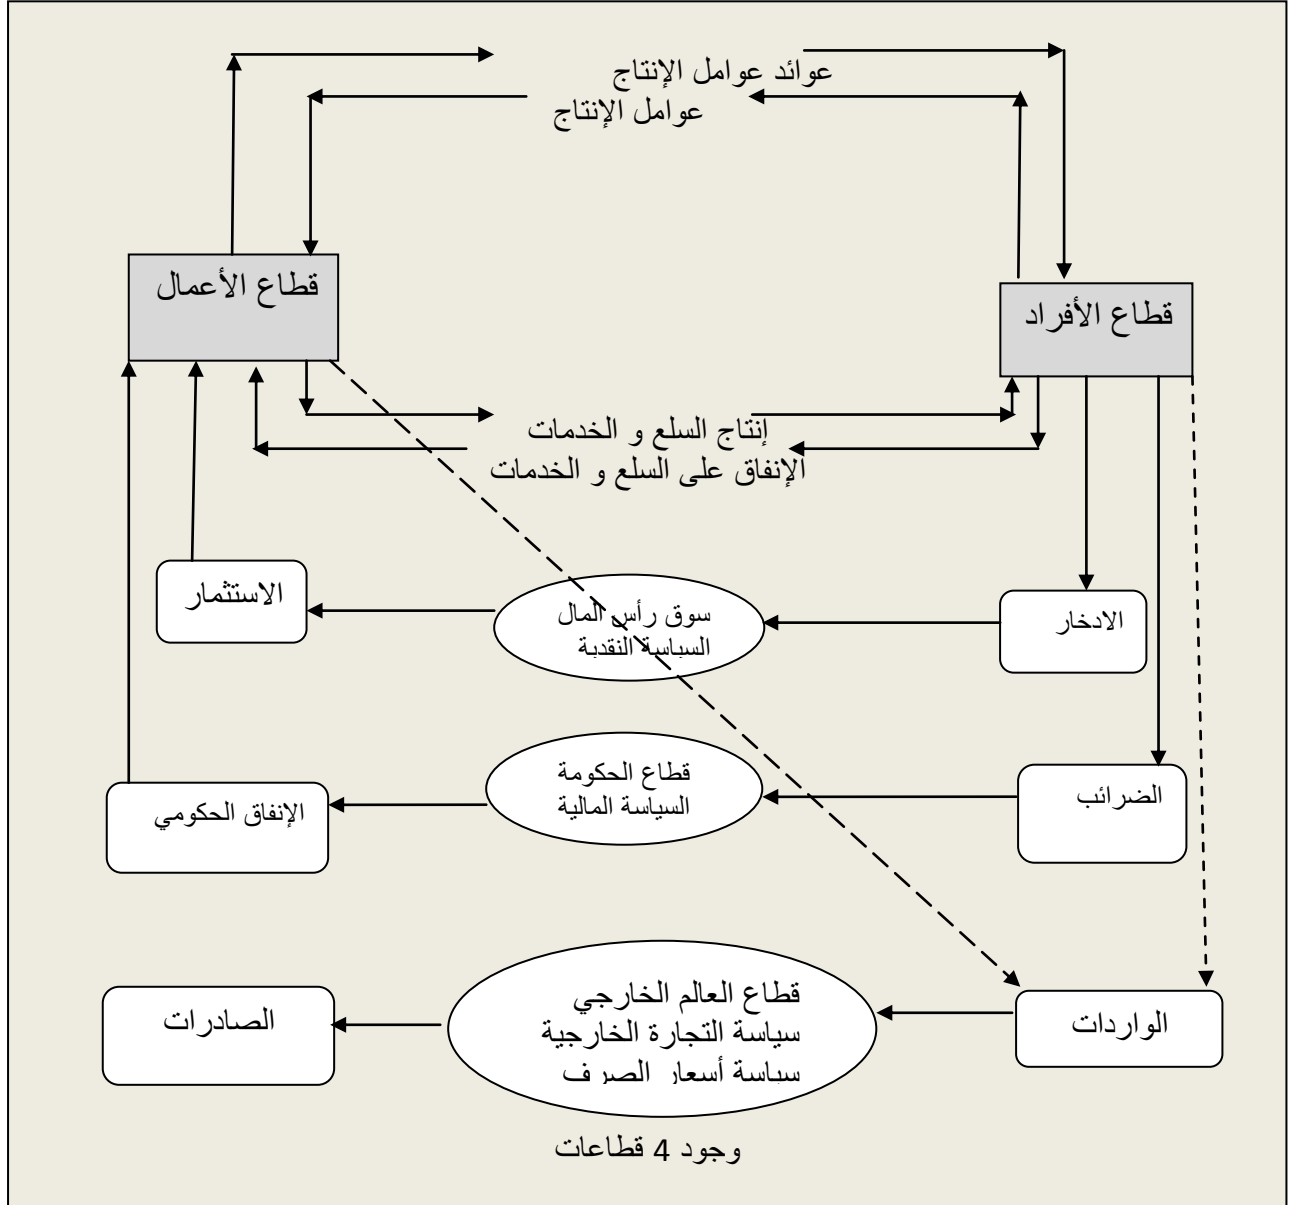 عوائد عوامل الإنتاج
عوامل الإنتاج
قطاع الأعمال
قطاع الأفراد
إنتاج السلع و الخدمات
الإنفاق على السلع و الخدمات
الاستثمار
سوق رأس المال
السياسة النقدية
الادخار
قطاع الحكومة
السياسة المالية
الضرائب
الإنفاق الحكومي
قطاع العالم الخارجي
سياسة التجارة الخارجية
سياسة أسعار الصرف
الواردات
الصادرات
وجود 4 قطاعات